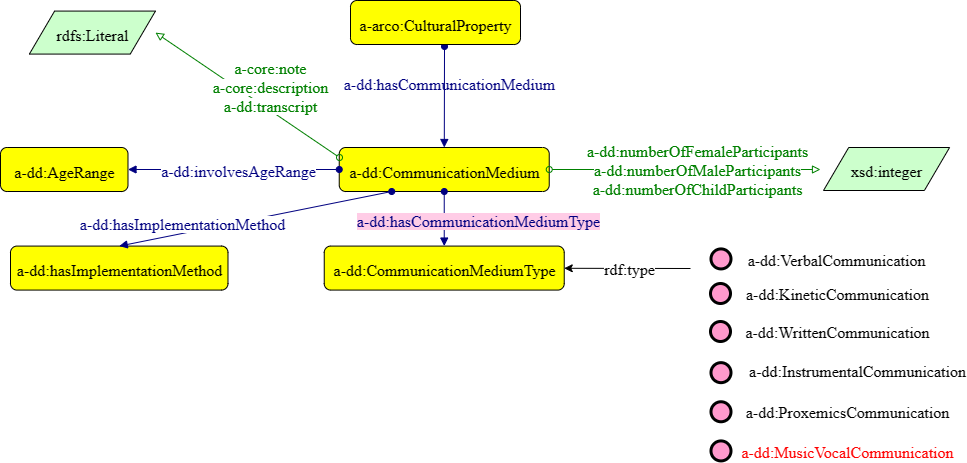 a-arco:CulturalProperty
rdfs:Literal
a-core:note
a-core:description
a-dd:transcript
a-dd:hasCommunicationMedium
a-dd:AgeRange
a-dd:involvesAgeRange
a-dd:CommunicationMedium
a-dd:numberOfFemaleParticipants
a-dd:numberOfMaleParticipants
a-dd:numberOfChildParticipants
xsd:integer
a-dd:hasImplementationMethod
a-dd:hasCommunicationMediumType
a-dd:hasImplementationMethod
a-dd:CommunicationMediumType
rdf:type
a-dd:VerbalCommunication
a-dd:KineticCommunication
a-dd:WrittenCommunication
a-dd:InstrumentalCommunication
a-dd:ProxemicsCommunication
a-dd:MusicVocalCommunication